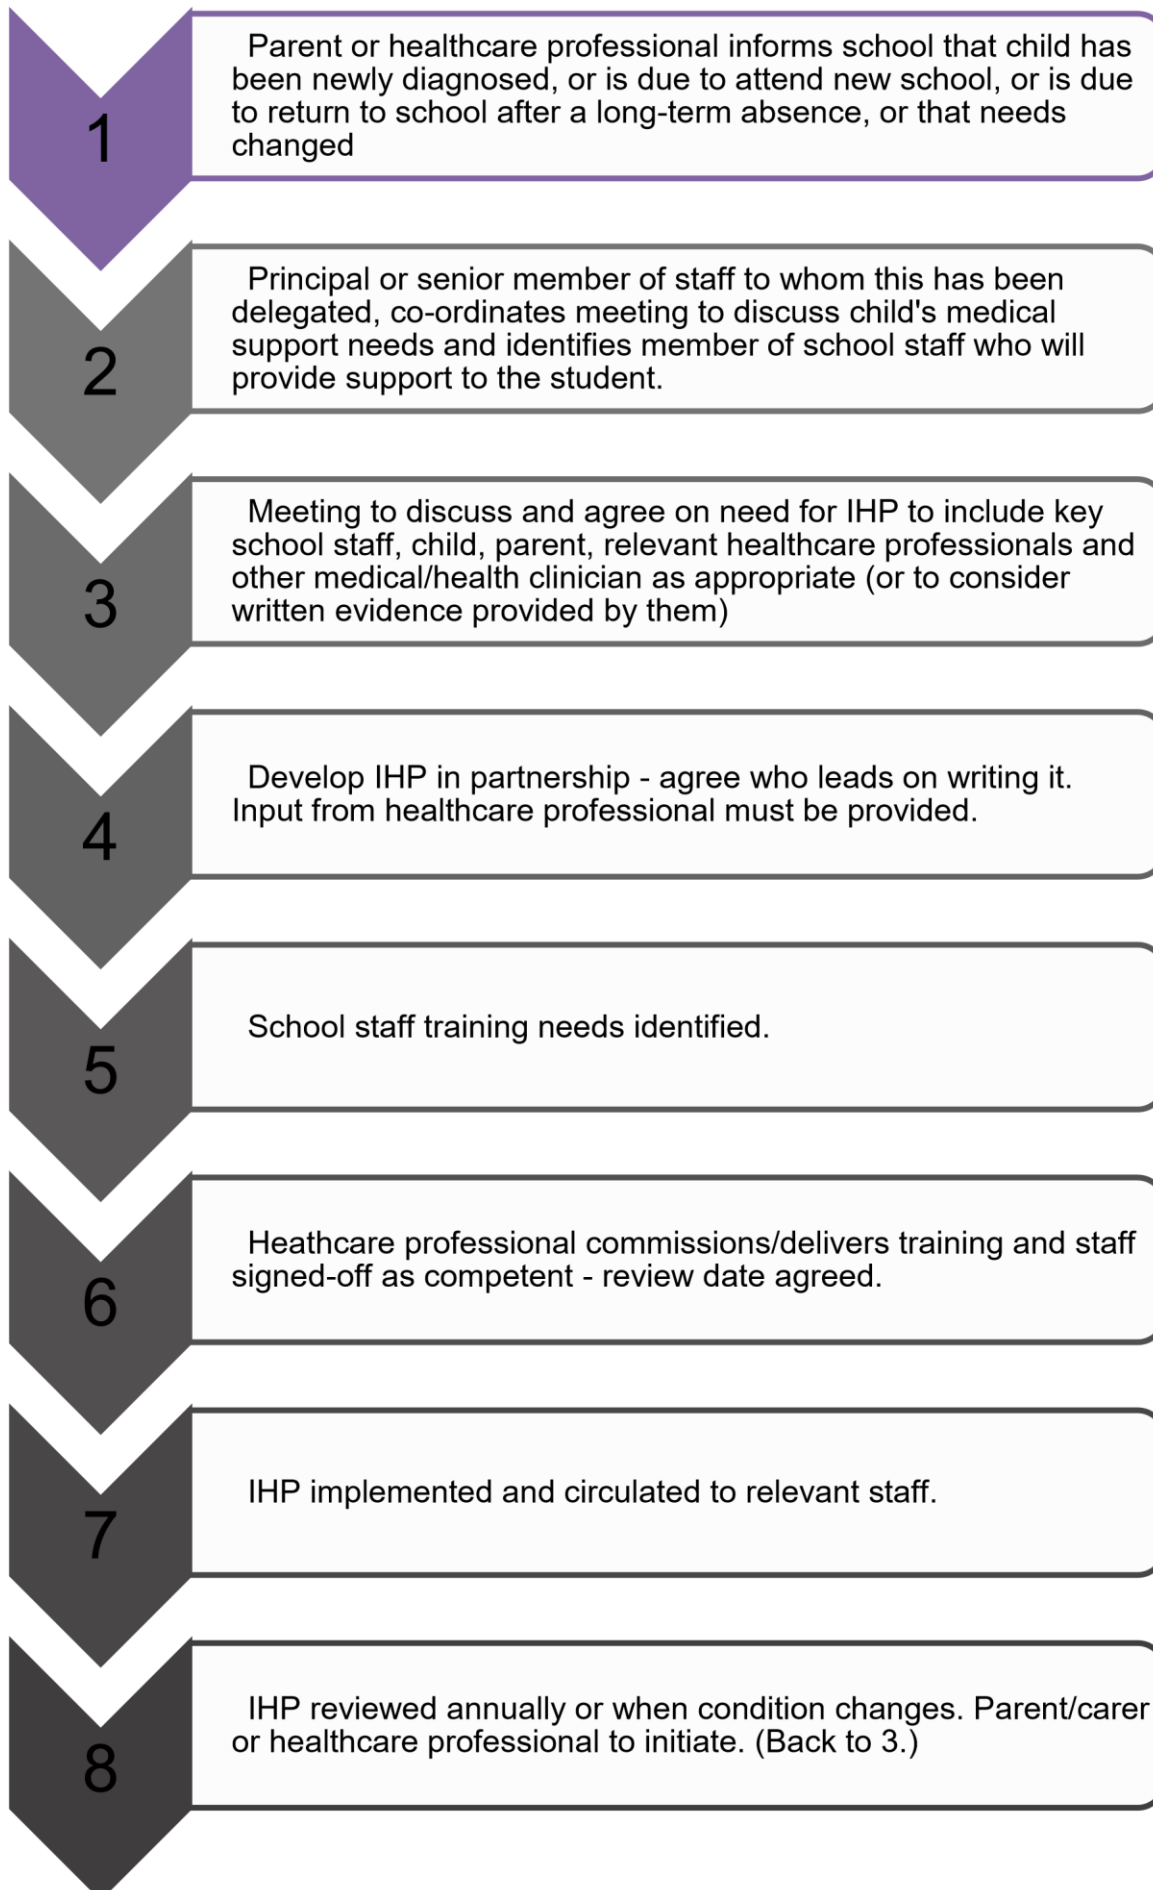 1
Parent or healthcare professional informs school that child has
been newly diagnosed, or is due to attend new school, or is due
to return to school after a long-term absence, or that needs
changed
2
Principal or senior member of staff to whom this has been
delegated, co-ordinates meeting to discuss child's medical
support needs and identifies member of school staff who will
provide support to the student.
3
Meeting to discuss and agree on need for IHP to include key
school staff, child, parent, relevant healthcare professionals and
other medical/health clinician as appropriate (or to consider
written evidence provided by them)
4
Develop IHP in partnership - agree who leads on writing it.
Input from healthcare professional must be provided.
5
School staff training needs identified.
6
Heathcare professional commissions/delivers training and staff
signed-off as competent - review date agreed.
7
IHP implemented and circulated to relevant staff.
8
IHP reviewed annually or when condition changes. Parent/carer
or healthcare professional to initiate. (Back to 3.)